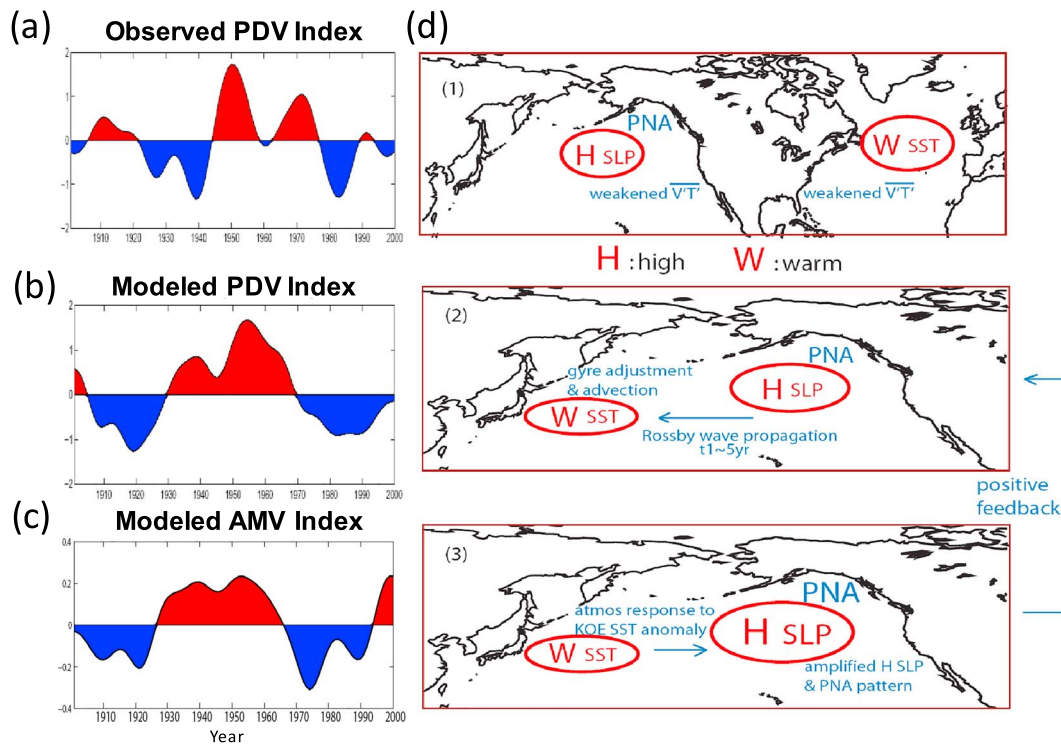 (a)
Observed PDV Index
2
1
0
-1
-2
1910 1920 1930 1940 1950 1960 1970 1980 1990 2000
(b)
Modeled PDV Index
2
1
0
-1
-2
1910 1920 1930 1940 1950 1960 1970 1980 1990 2000
(c)
Modeled AMV Index
0.4
0.2
0
-0.2
-0.4
1910 1920 1930 1940 1950 1960 1970 1980 1990 2000
Year
(d)
(1)
PNA
H SLP
W SST
weakened V'T'
weakened V'T'
H :high W :warm
(2)
PNA
gyre adjustment
& advection
H SLP
W SST
Rossby wave propagation
t1~5yr
positive
feedback
(3)
PNA
atmos response to
KOE SST anomaly
H SLP
W SST
amplified H SLP
& PNA pattern